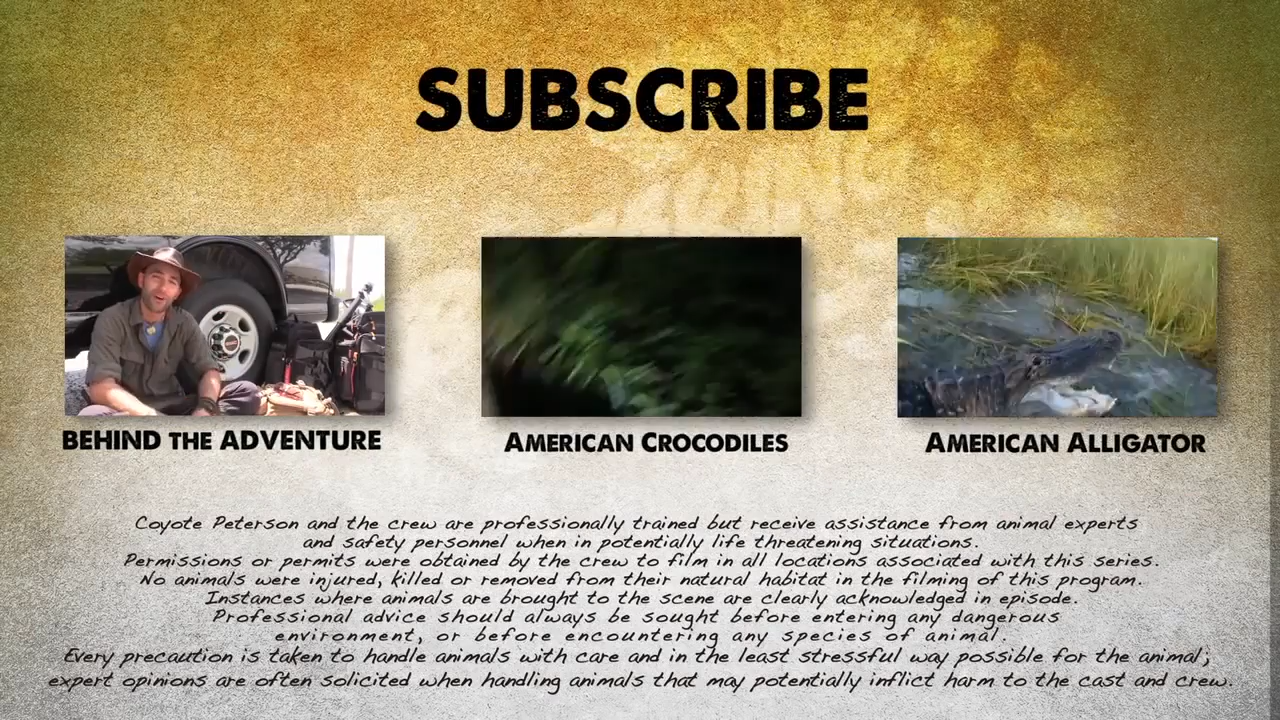 SUBSCRIBE
BEHIND THE ADVENTURE
AMERICAN CROCODILES
AMERICAN ALLIGATOR
Coyote Peterson and the crew are professionally trained but receive assistance from animal experts
and safety personnel when in potentially life threatening situations.
Permissions or permits were obtained by the crew to film in all locations associated with this series.
No animals were injured, killed or removed from their natural habitat in the filming of this program.
Instances where animals are brought to the scene are clearly acknowledged in episode.
Professional advice should always be sought before entering any dangerous
environment, or before encountering any species of animal.
Every precaution is taken to handle animals with care and in the least stressful way possible for the animal;
expert opinions are often solicited when handling animals that may potentially inflict harm to the cast and crew.